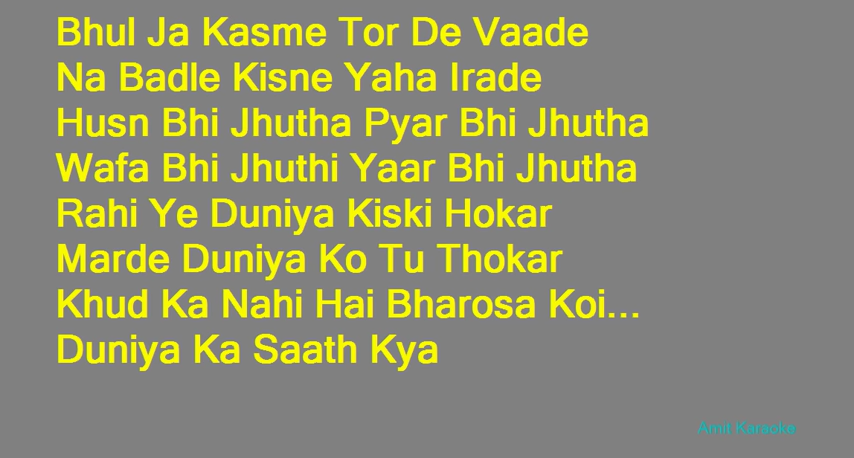 Bhul Ja Kasme Tor De Vaade
Na Badle Kisne Yaha Irade
Husn Bhi Jhutha Pyar Bhi Jhutha
Wafa Bhi Jhuthi Yaar Bhi Jhutha
Rahi Ye Duniya Kiski Hokar
Marde Duniya Ko Tu Thokar
Khud Ka Nahi Hai Bharosa Koi...
Duniya Ka Saath Kya
Amit Karaoke